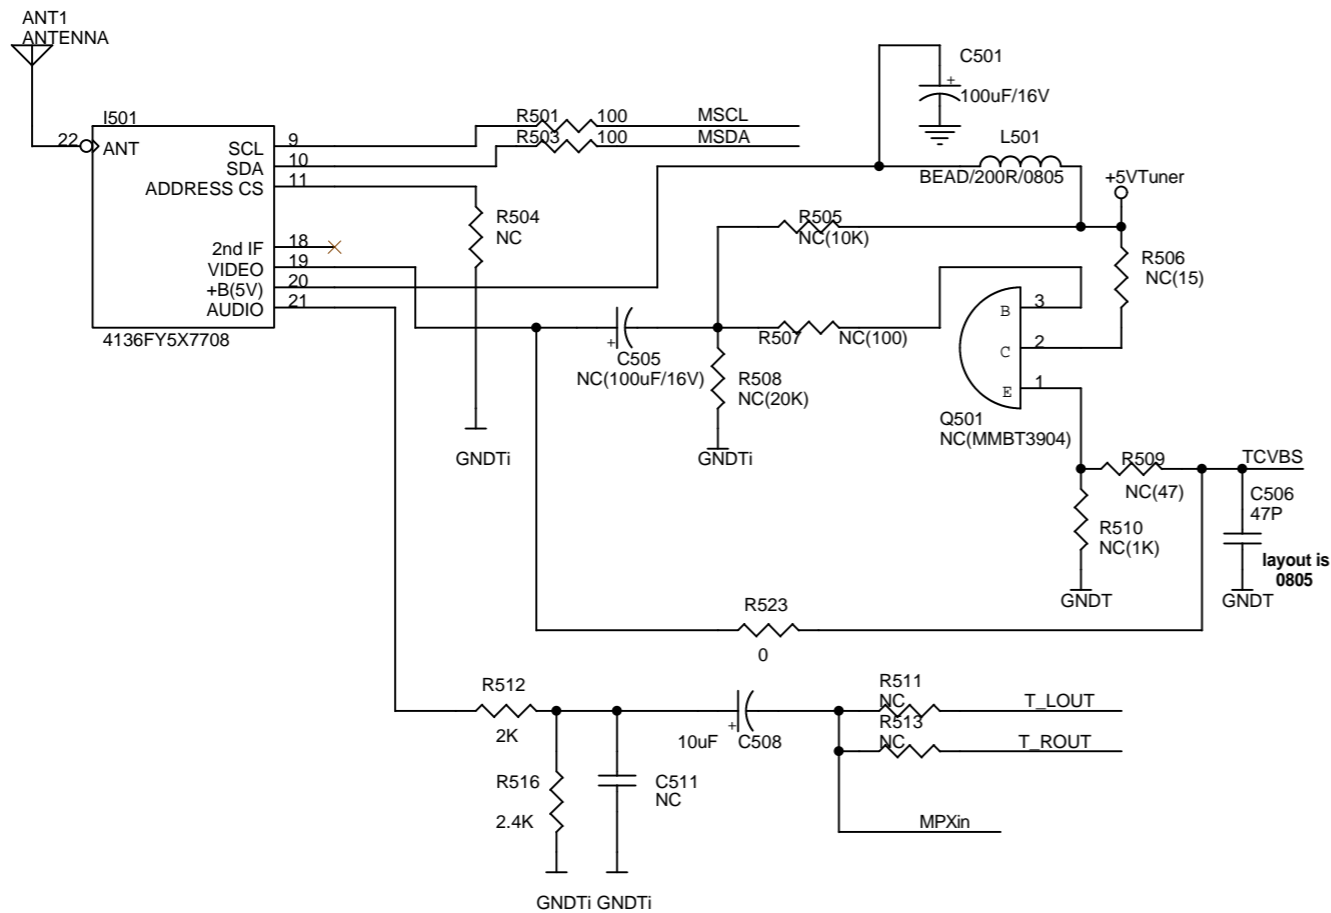 ANT1
ANTENNA
C501
+
100uF/16V
I501
R501
100
MSCL
R503
100
MSDA
L501
22
ANT
SCL
9
SDA
10
ADDRESS CS
11
BEAD/200R/0805
+5VTuner
R504
NC
R505
NC(10K)
2nd IF
18
VIDEO
19
+B(5V)
20
AUDIO
21
R506
NC(15)
4136FY5X7708
B
3
C
2
E
1
R507
NC(100)
+
C505
NC(100uF/16V)
R508
NC(20K)
Q501
NC(MMBT3904)
GNDTi
GNDTi
R509
NC(47)
TCVBS
C506
47P
R510
NC(1K)
layout is
0805
GNDT
GNDT
R523
0
R512
2K
R511
NC
T_LOUT
10uF
+
C508
R513
NC
T_ROUT
R516
2.4K
C511
NC
MPXin
GNDTi
GNDTi